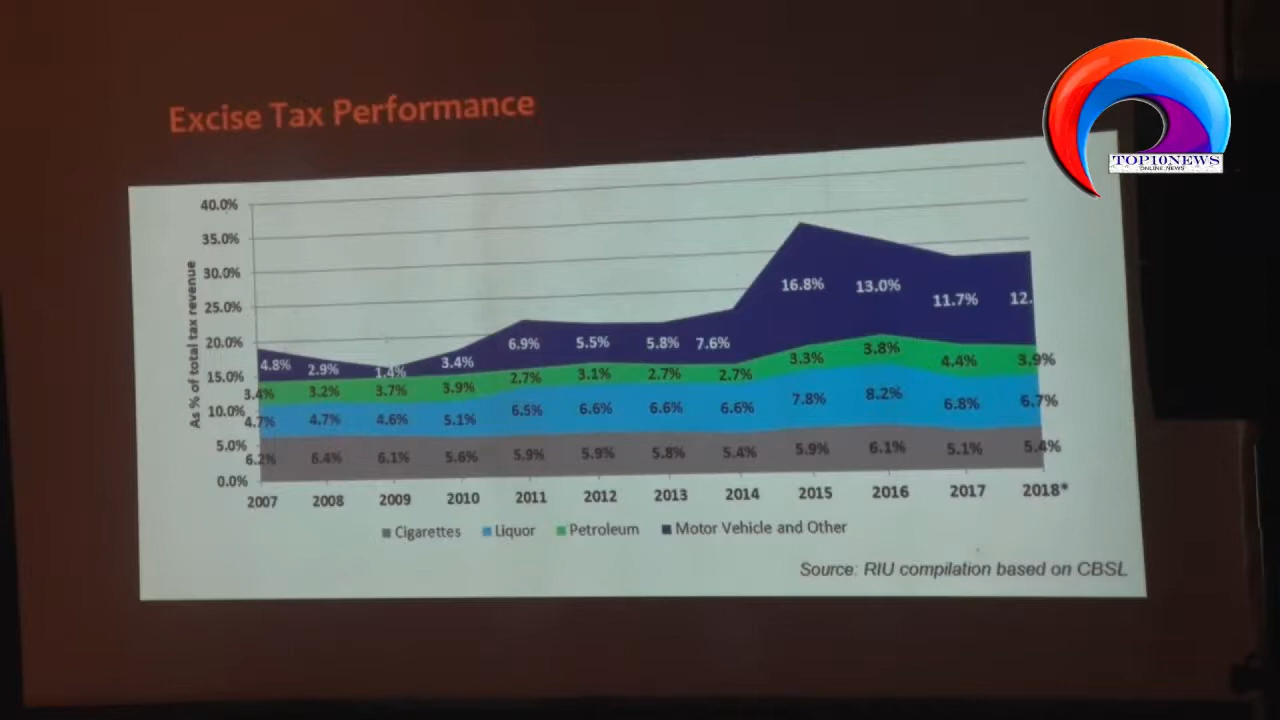 TOP10NEWS
ONLINE NEWS
Excise Tax Performance
As % of total tax revenue
40.0%
35.0%
30.0%
25.0%
20.0%
15.0%
10.0%
5.0%
0.0%
4.8% 2.9% 1.4% 3.4% 6.9% 5.5% 5.8% 7.6% 16.8% 13.0% 11.7% 12.
3.4% 3.2% 3.7% 3.9% 2.7% 3.1% 2.7% 2.7% 3.3% 3.8% 4.4% 3.9%
4.7% 4.7% 4.6% 5.1% 6.5% 6.6% 6.6% 6.6% 7.8% 8.2% 6.8% 6.7%
6.2% 6.4% 6.1% 5.6% 5.9% 5.9% 5.8% 5.4% 5.9% 6.1% 5.1% 5.4%
2007 2008 2009 2010 2011 2012 2013 2014 2015 2016 2017 2018*
Cigarettes Liquor Petroleum Motor Vehicle and Other
Source: RIU compilation based on CBSL